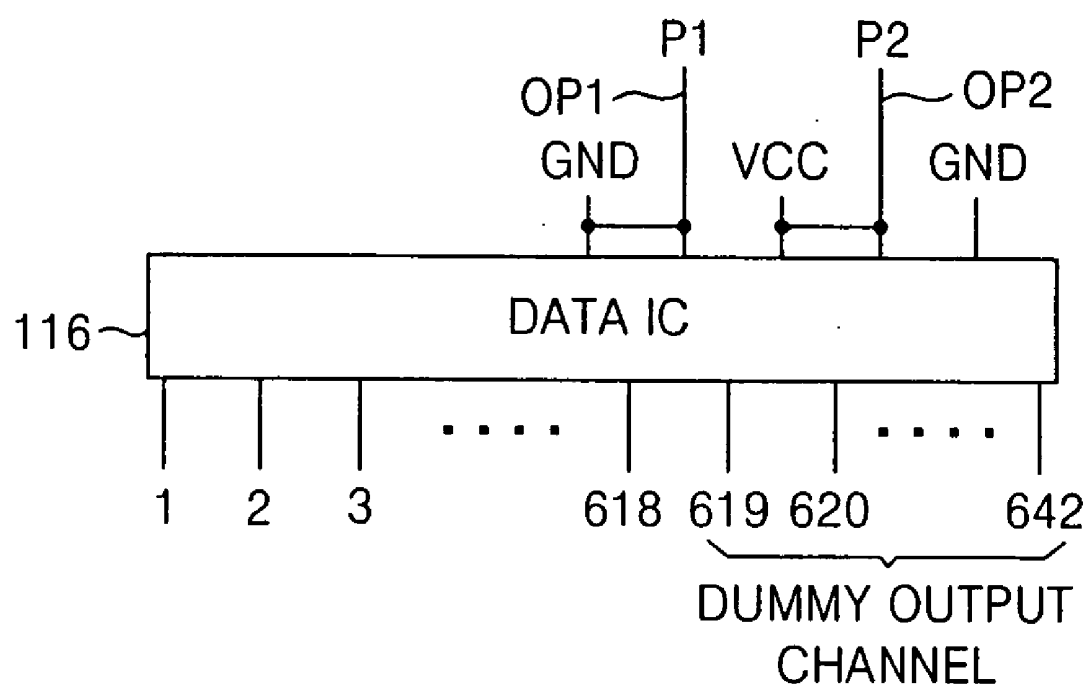 P1 P2
OP1 OP2
GND VCC GND
DATA IC
116
1 2 3 .... 618 619 620 .... 642
DUMMY OUTPUT
CHANNEL